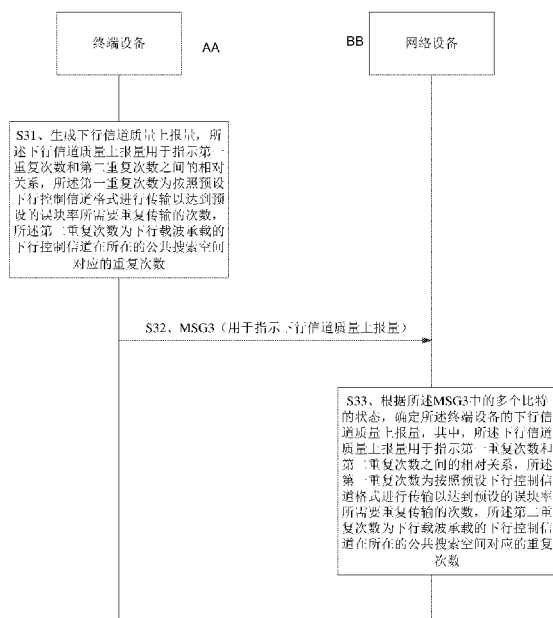 终端设备
AA
BB
网络设备
S31、生成下行信道质量上报量，所
述下行信道质量上报量用于指示第一
重复次数和第二重复次数之间的相对
关系，所述第一重复次数为按照预设
下行控制信道格式进行传输以达到预
设的误块率所需要重复传输的次数，
所述第二重复次数为下行载波承载的
下行控制信道在所在的公共搜索空间
对应的重复次数
S32、MSG3（用于指示下行信道质量上报量）
S33、根据所述MSG3中的多个比特
的状态，确定所述终端设备的下行信
道质量上报量，其中，所述下行信道
质量上报量用于指示第一重复次数和
第二重复次数之间的相对关系，所述
第一重复次数为按照预设下行控制信
道格式进行传输以达到预设的误块率
所需要重复传输的次数，所述第二重
复次数为下行载波承载的下行控制信
道在所在的公共搜索空间对应的重复
次数